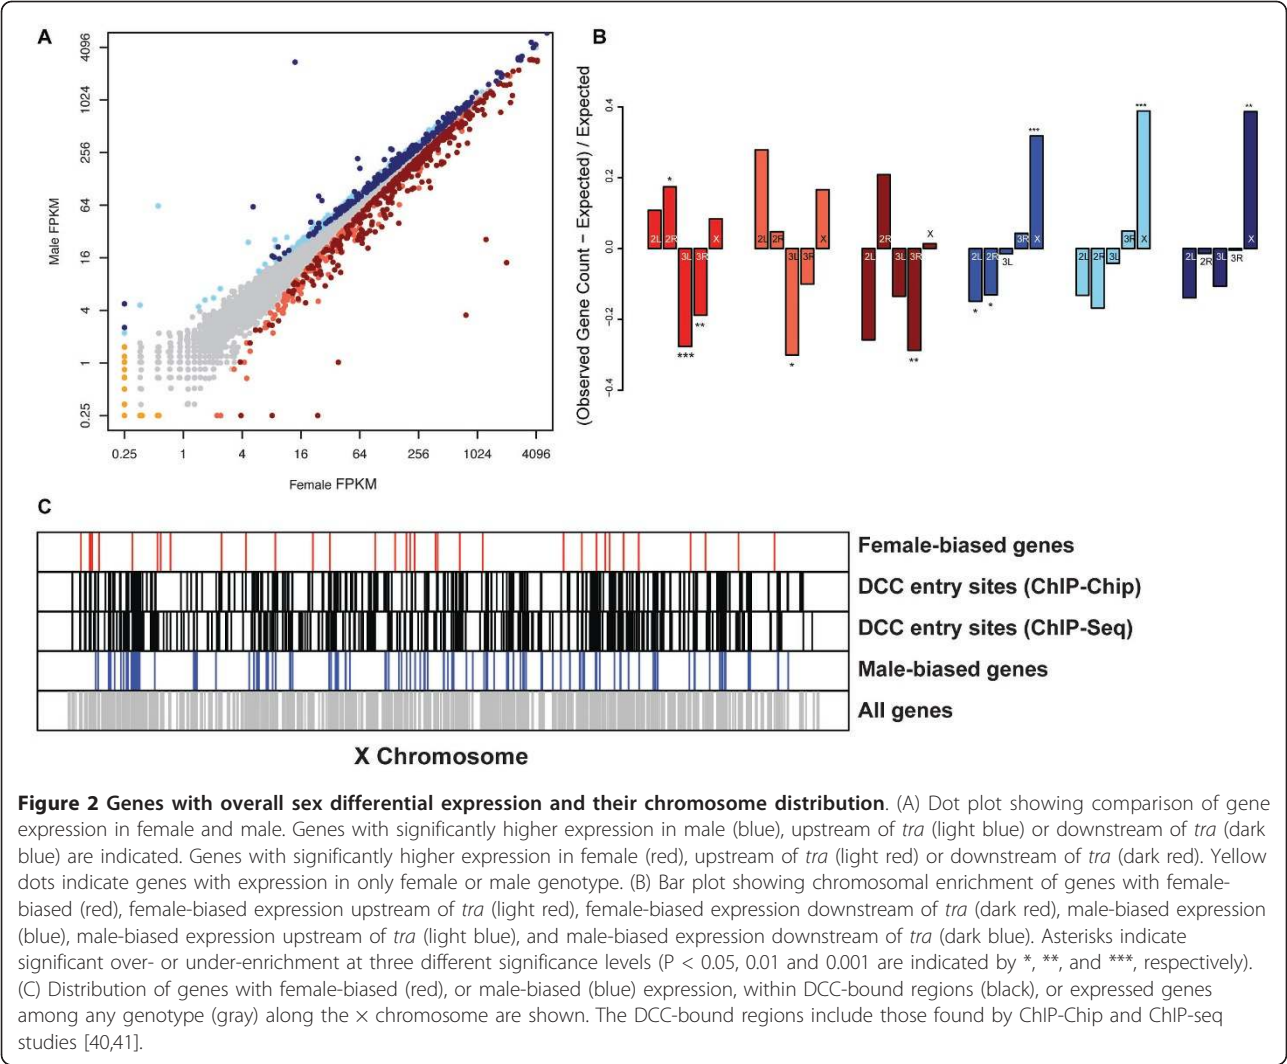 A
Male FPKM
4096
1024
256
64
16
4
1
0.25
0.25 1 4 16 64 256 1024 4096
Female FPKM
B
(Observed Gene Count − Expected) / Expected
0.4
0.2
0.0
−0.2
−0.4
2L 2R 3L 3R X
* *** **
2L 2R 3L 3R X
*
2L 2R 3L 3R X
**
2L 2R 3L 3R X
* * ***
2L 2R 3L 3R X
***
2L 2R 3L 3R X
**
C
Female-biased genes
DCC entry sites (ChIP-Chip)
DCC entry sites (ChIP-Seq)
Male-biased genes
All genes
X Chromosome
Figure 2 Genes with overall sex differential expression and their chromosome distribution. (A) Dot plot showing comparison of gene
expression in female and male. Genes with significantly higher expression in male (blue), upstream of tra (light blue) or downstream of tra (dark
blue) are indicated. Genes with significantly higher expression in female (red), upstream of tra (light red) or downstream of tra (dark red). Yellow
dots indicate genes with expression in only female or male genotype. (B) Bar plot showing chromosomal enrichment of genes with female-
biased (red), female-biased expression upstream of tra (light red), female-biased expression downstream of tra (dark red), male-biased expression
(blue), male-biased expression upstream of tra (light blue), and male-biased expression downstream of tra (dark blue). Asterisks indicate
significant over- or under-enrichment at three different significance levels (P < 0.05, 0.01 and 0.001 are indicated by *, **, and ***, respectively).
(C) Distribution of genes with female-biased (red), or male-biased (blue) expression, within DCC-bound regions (black), or expressed genes
among any genotype (gray) along the × chromosome are shown. The DCC-bound regions include those found by ChIP-Chip and ChIP-seq
studies [40,41].